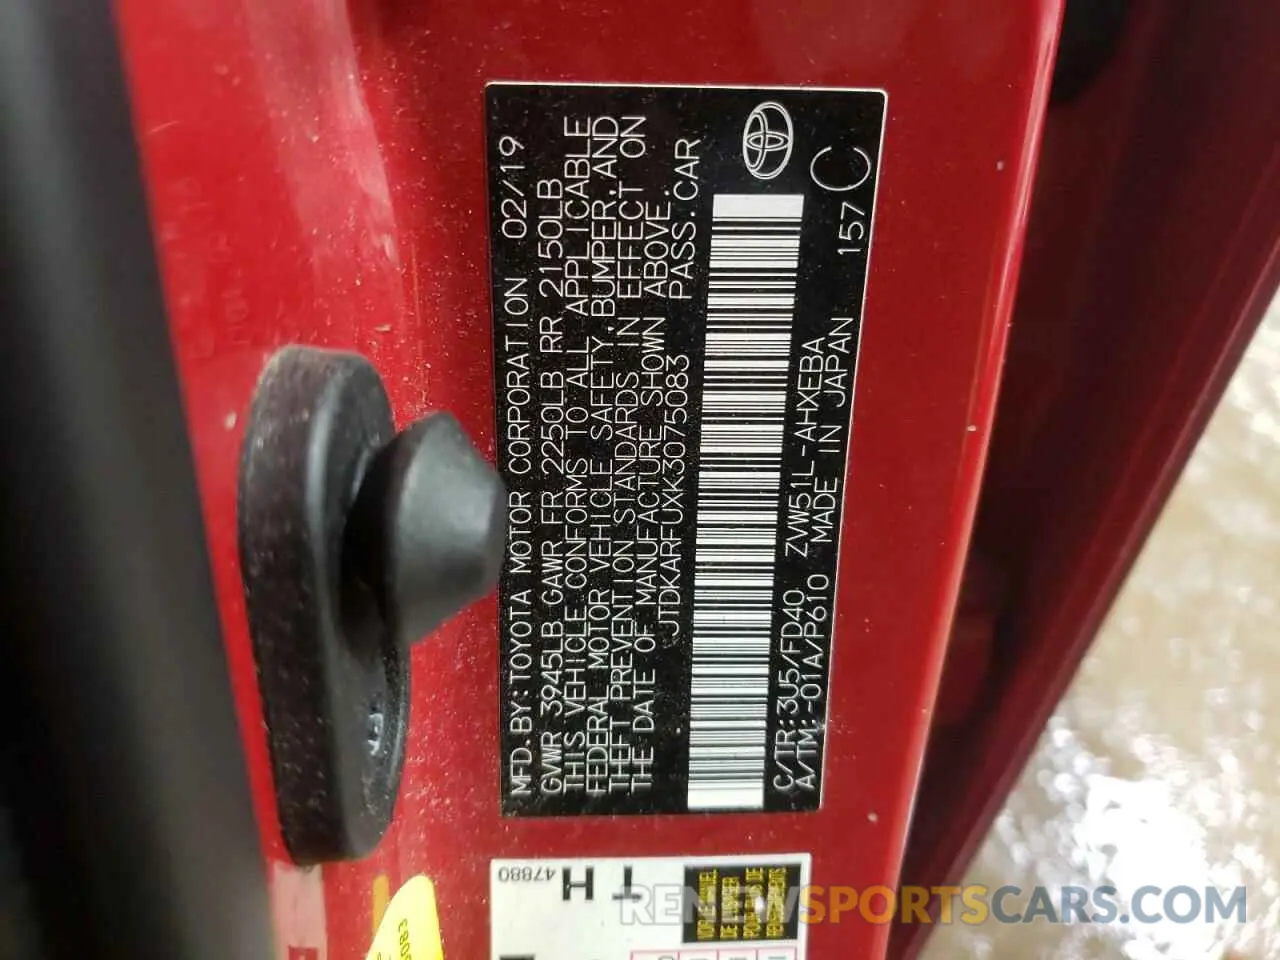 MFD.BY:TOYOTA MOTOR CORPORATION 02/19
GVWR 3945LB GAWR FR 2250LB RR 2150LB
THIS VEHICLE CONFORMS TO ALL APPLICABLE
FEDERAL MOTOR VEHICLE SAFETY,BUMPER,AND
THEFT PREVENTION STANDARDS IN EFFECT ON
THE DATE OF MANUFACTURE SHOWN ABOVE.
JTDKARFUXK3075083 PASS.CAR
C/TR:3U5/FD40 ZVW51L-AHXEBA
A/TM:-01A/P610 MADE IN JAPAN 157 C
47880
T H
RENEWSPORTSCARS.COM